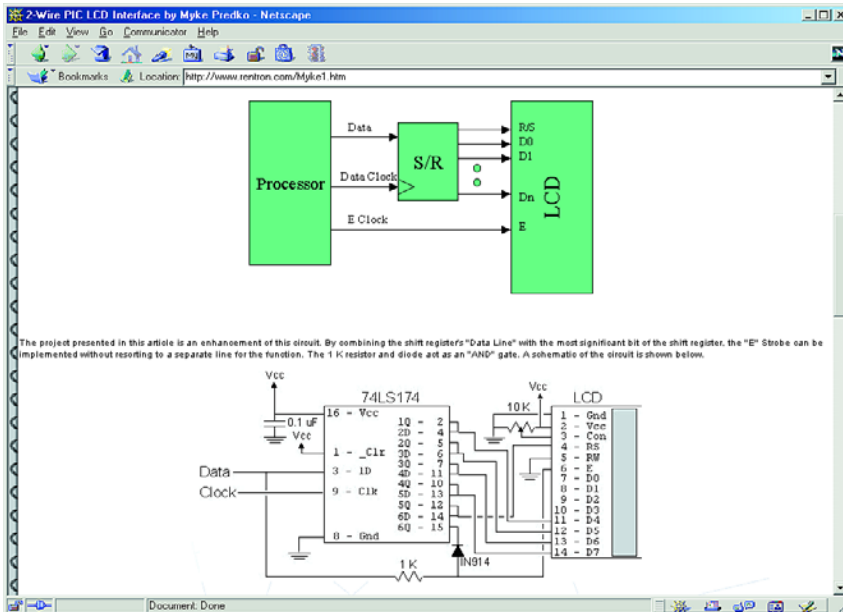 2-Wire PIC LCD Interface by Myke Predko - Netscape
File Edit View Go Communicator Help
Bookmarks Location: http://www.rentron.com/Myke1.htm
Processor
Data
Data Clock
E Clock
S/R
R/S
D0
D1
Dn
E
LCD
The project presented in this article is an enhancement of this circuit. By combining the shift register's "Data Line" with the most significant bit of the shift register, the "E" Strobe can be
implemented without resorting to a separate line for the function. The 1 K resistor and diode act as an "AND" gate. A schematic of the circuit is shown below.
Vcc
0.1 uF
Vcc
Data
Clock
74LS174
16 - Vcc
1 - _Clr
3 - 1D
9 - Clk
8 - Gnd
1Q - 2
2D - 4
2Q - 5
3D - 6
3Q - 7
4D - 11
4Q - 10
5D - 13
5Q - 12
6D - 14
6Q - 15
1 K
IN914
Vcc
10 K
LCD
1 - Gnd
2 - Vcc
3 - Con
4 - RS
5 - RW
6 - E
7 - D0
8 - D1
9 - D2
10 - D3
11 - D4
12 - D5
13 - D6
14 - D7
Document: Done